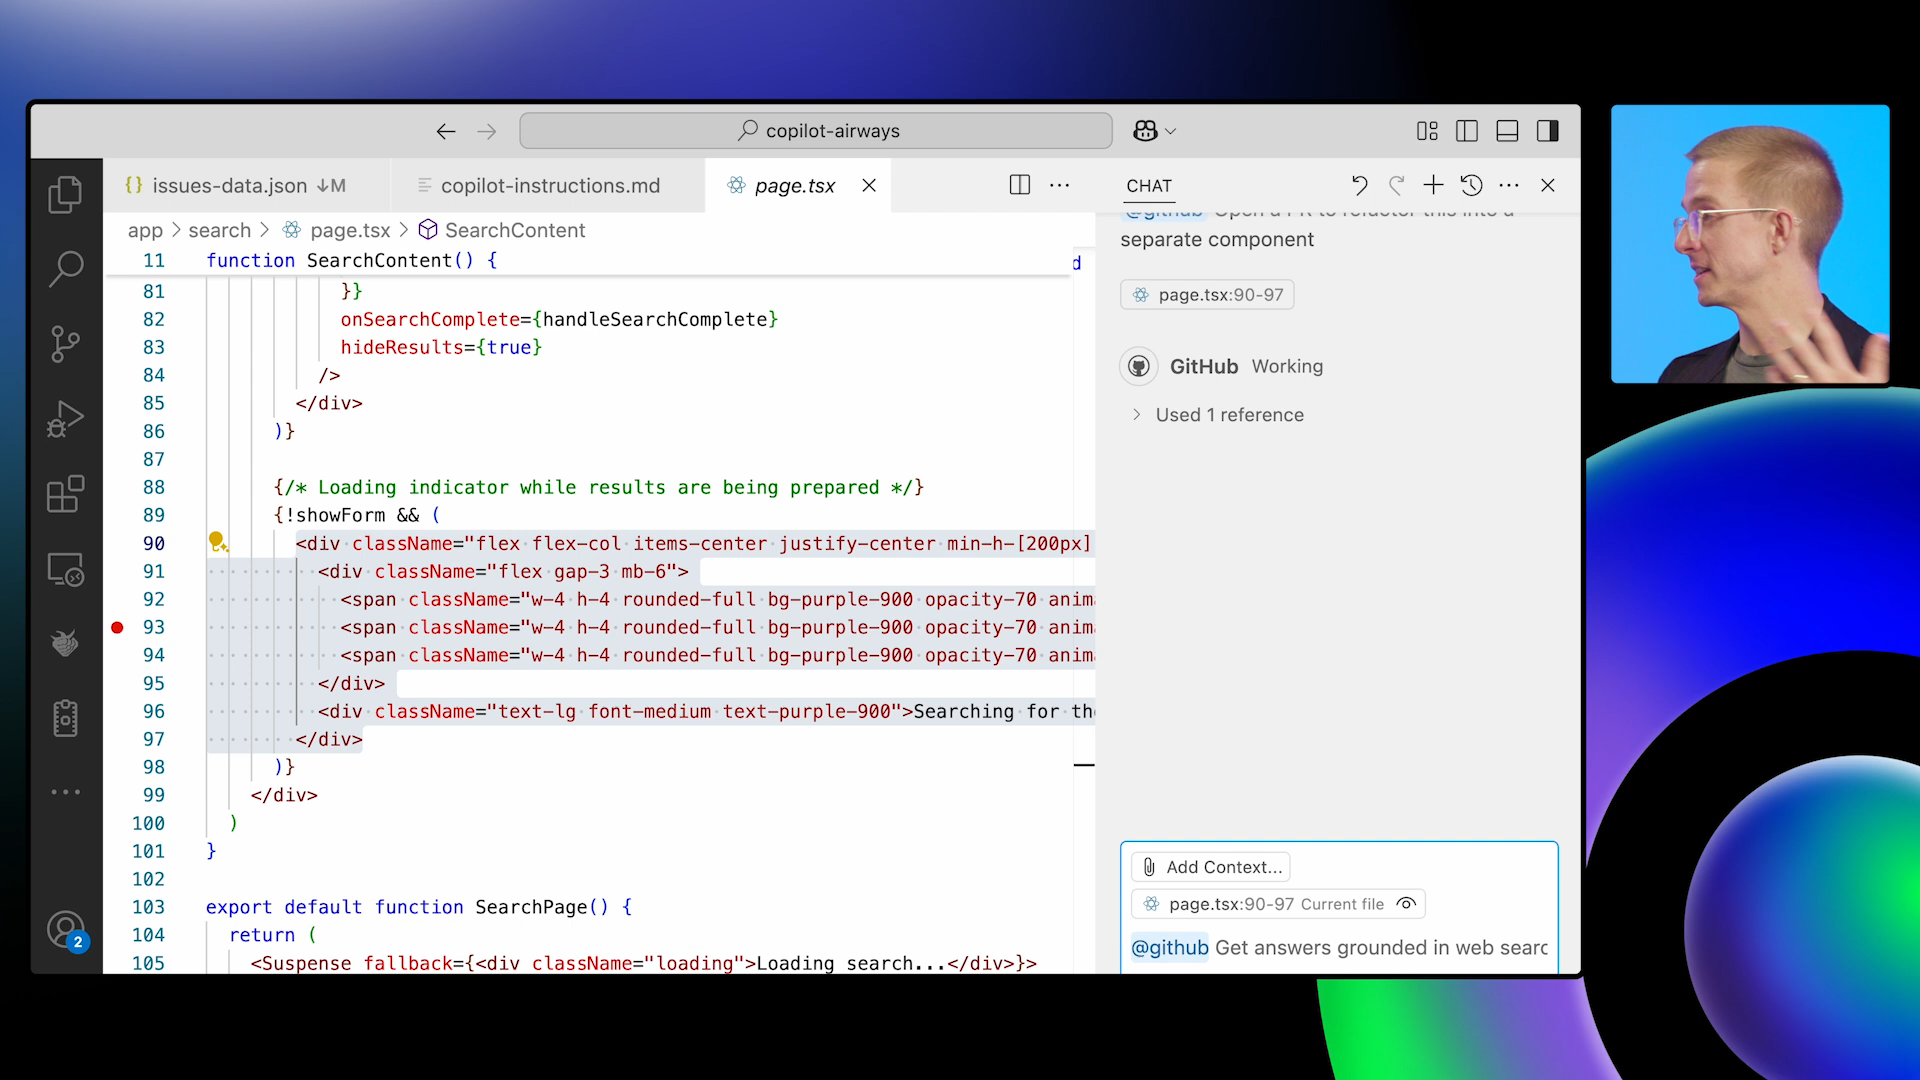 copilot-airways
issues-data.json ↓M
copilot-instructions.md
page.tsx
CHAT
app > search > page.tsx > SearchContent
11 function SearchContent() {
81 }}
82 onSearchComplete={handleSearchComplete}
83 hideResults={true}
84 />
85 </div>
86 )}
87
88 {/* Loading indicator while results are being prepared */}
89 {!showForm && (
90 <div className="flex flex-col items-center justify-center min-h-[200px]
91 <div className="flex gap-3 mb-6">
92 <span className="w-4 h-4 rounded-full bg-purple-900 opacity-70 anim
93 <span className="w-4 h-4 rounded-full bg-purple-900 opacity-70 anim
94 <span className="w-4 h-4 rounded-full bg-purple-900 opacity-70 anim
95 </div>
96 <div className="text-lg font-medium text-purple-900">Searching for th
97 </div>
98 )}
99 </div>
100 )
101 }
102
103 export default function SearchPage() {
104 return (
105 <Suspense fallback={<div className="loading">Loading search...</div>}>
d
@github Open a PR to refactor this into a
separate component
page.tsx:90-97
GitHub Working
> Used 1 reference
Add Context...
page.tsx:90-97 Current file
@github Get answers grounded in web searc
2